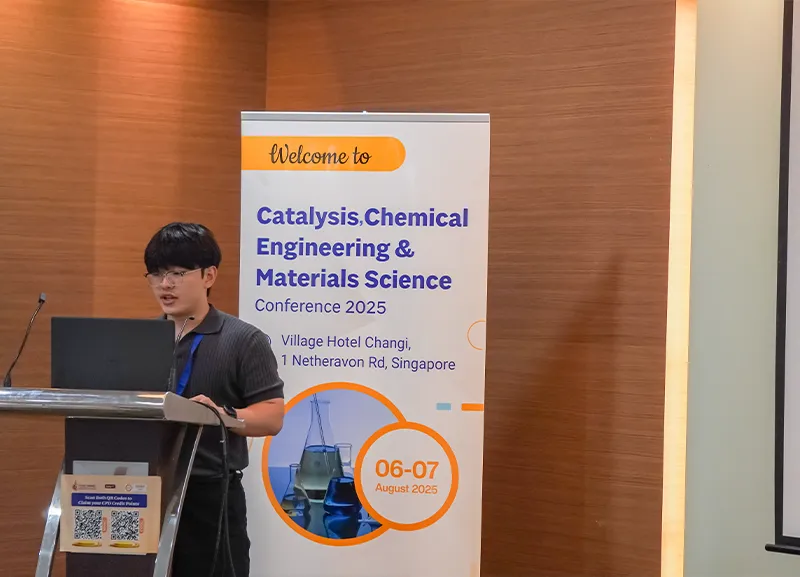 Welcome to
Catalysis, Chemical
Engineering &
Materials Science
Conference 2025
Village Hotel Changi,
1 Netheravon Rd, Singapore
06-07
August 2025
Scan Both QR Codes to
Claim your CPD Credit Points